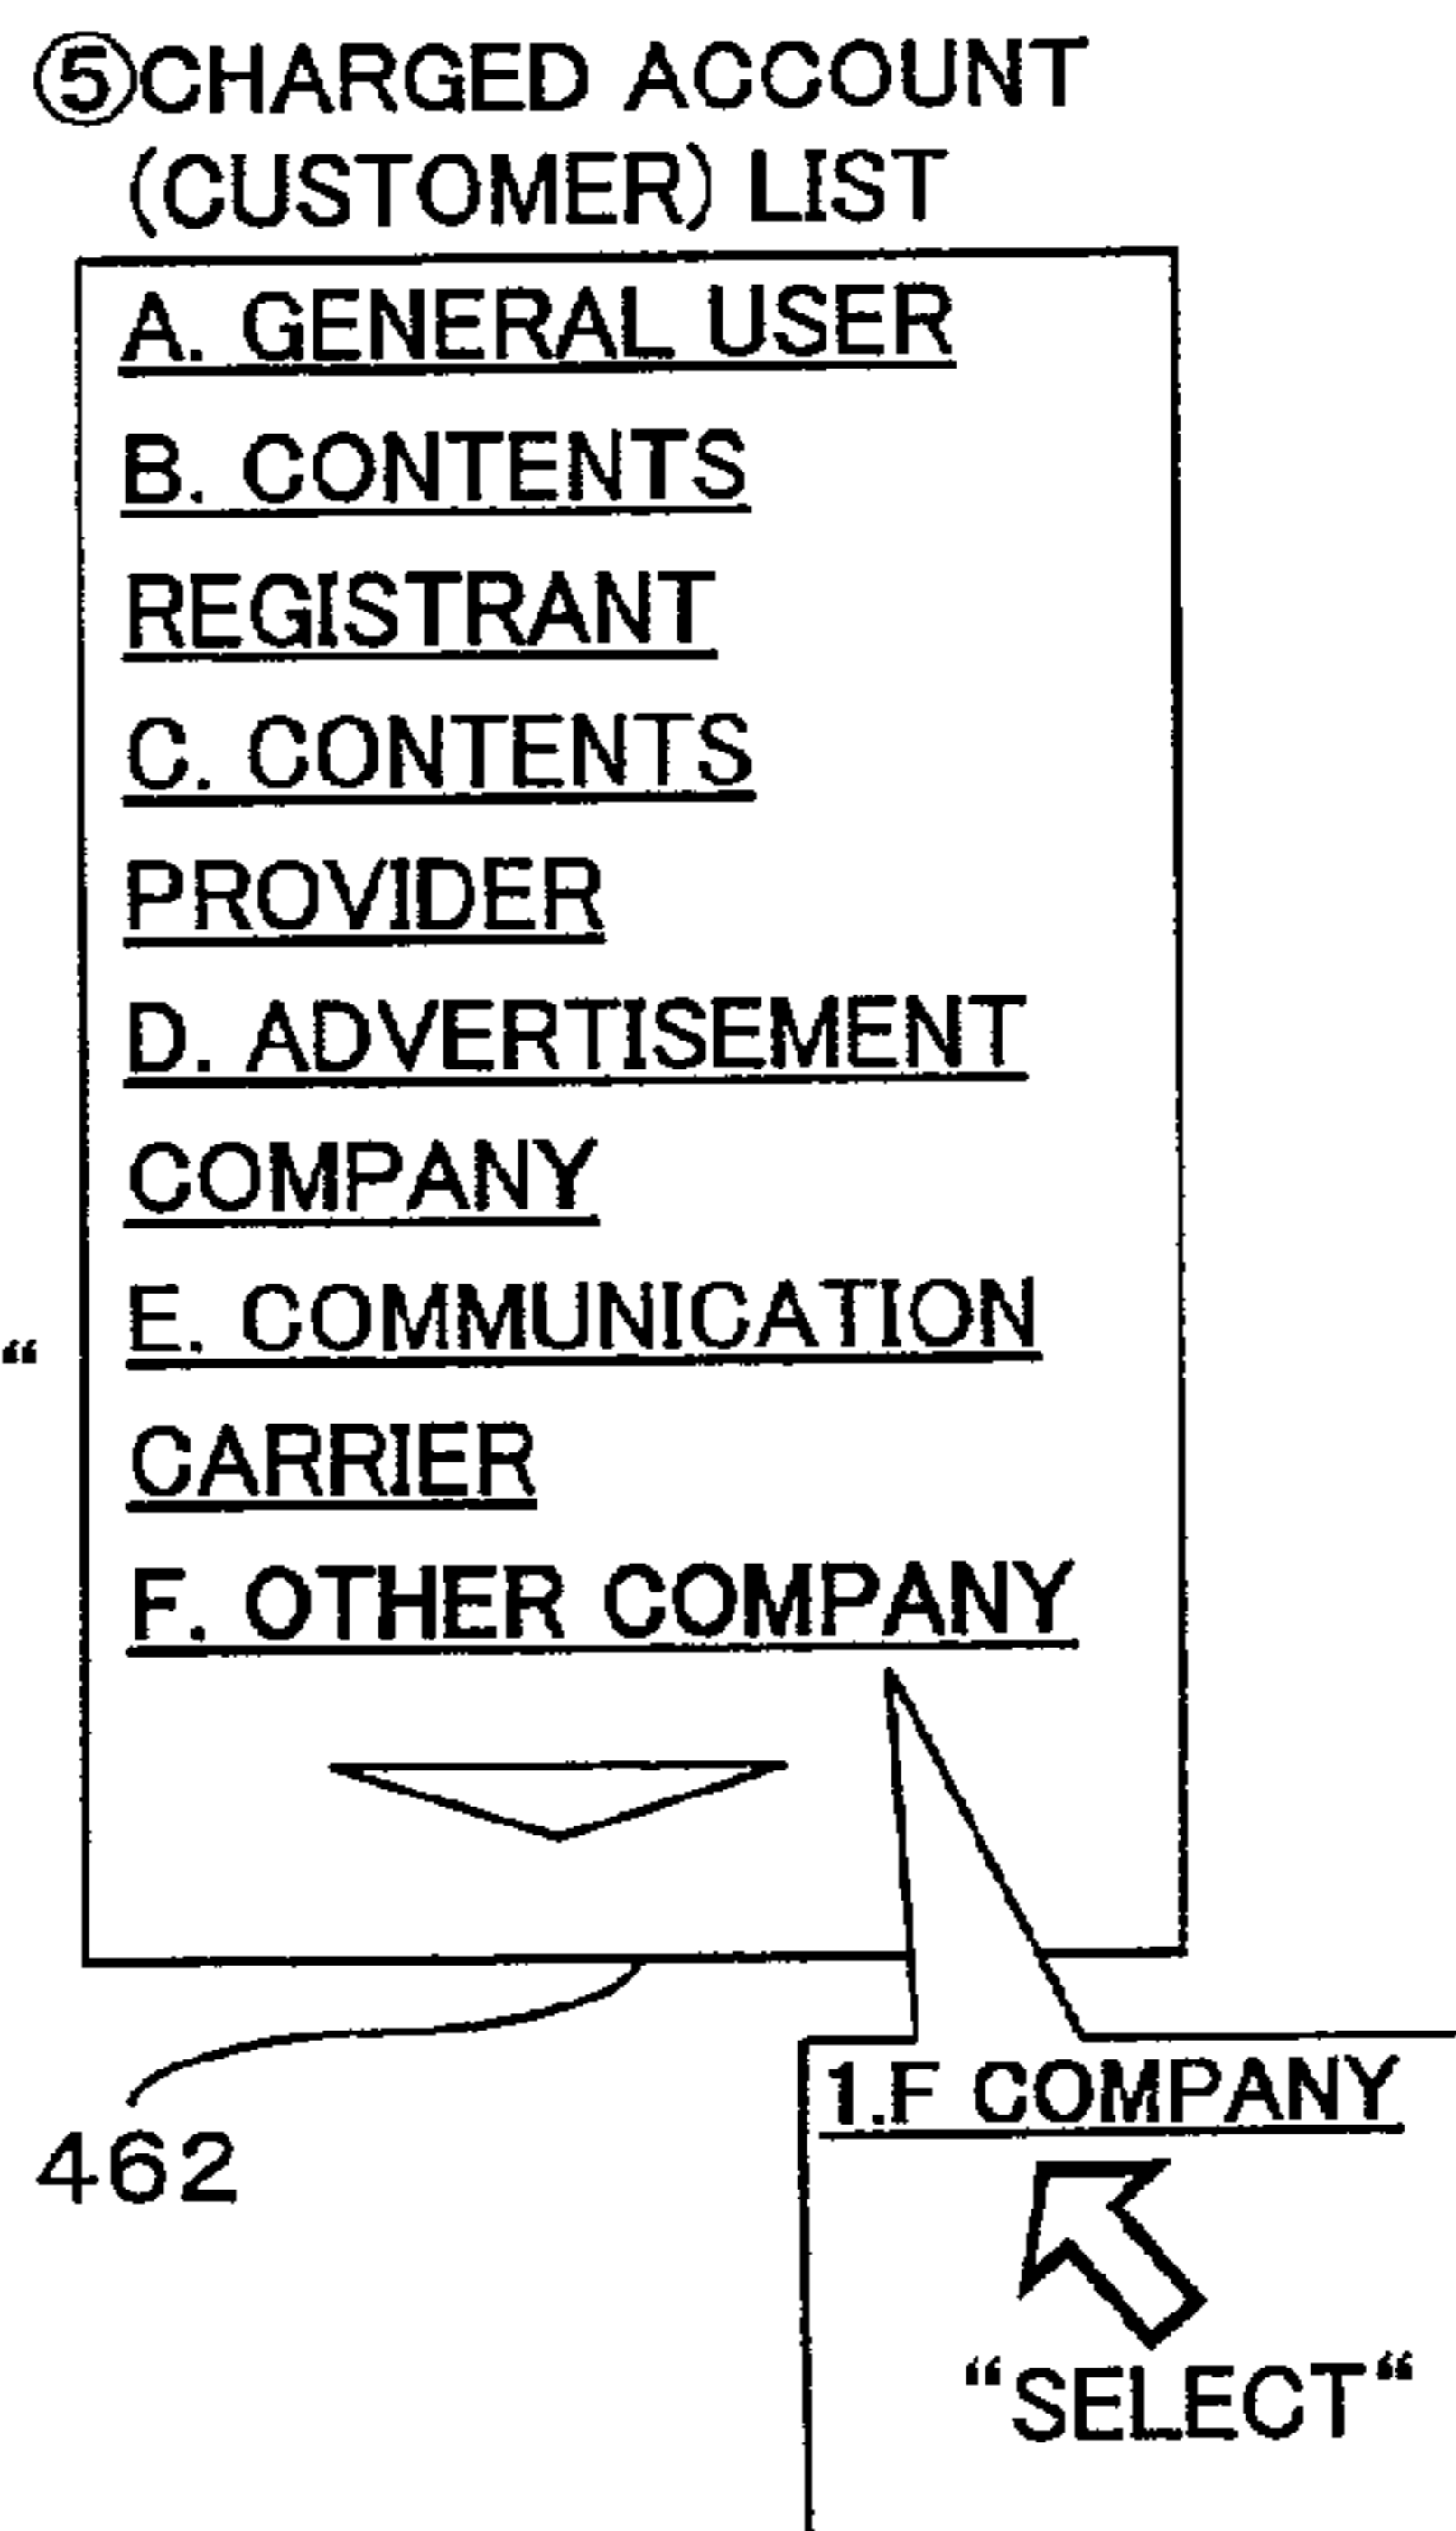 ⑤CHARGED ACCOUNT
(CUSTOMER) LIST
A. GENERAL USER
B. CONTENTS
REGISTRANT
C. CONTENTS
PROVIDER
D. ADVERTISEMENT
COMPANY
E. COMMUNICATION
“
CARRIER
F. OTHER COMPANY
462
1.F COMPANY
“SELECT“